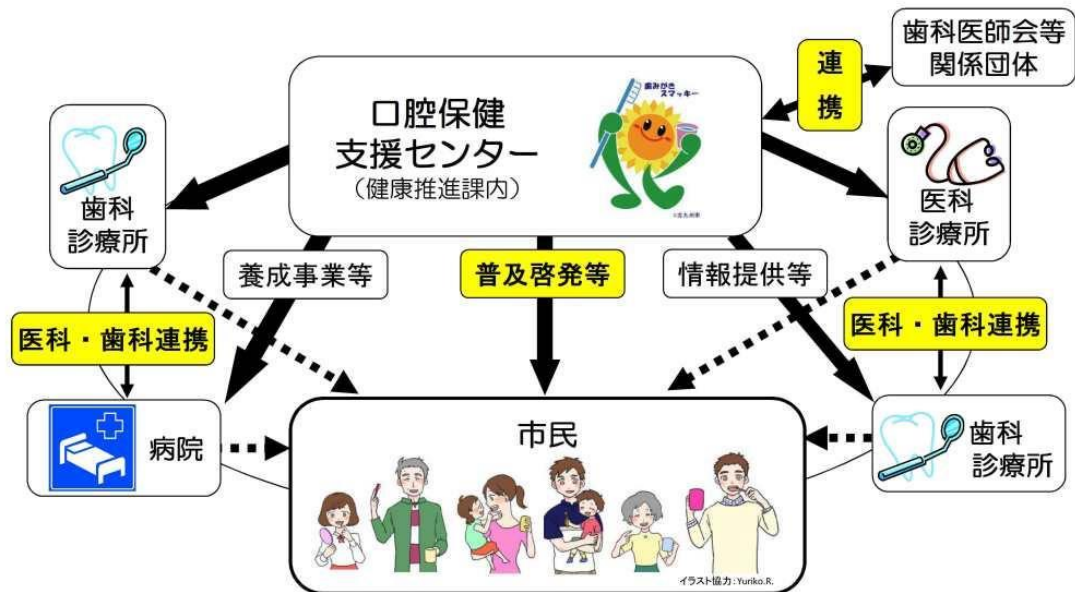 歯科医師会等
関係団体
連
携
歯みがき
スマッキー
口腔保健
支援センター
（健康推進課内）
歯科
診療所
医科
診療所
養成事業等
普及啓発等
情報提供等
医科・歯科連携
医科・歯科連携
病院
市民
歯科
診療所
イラスト協力:Yuriko.R.